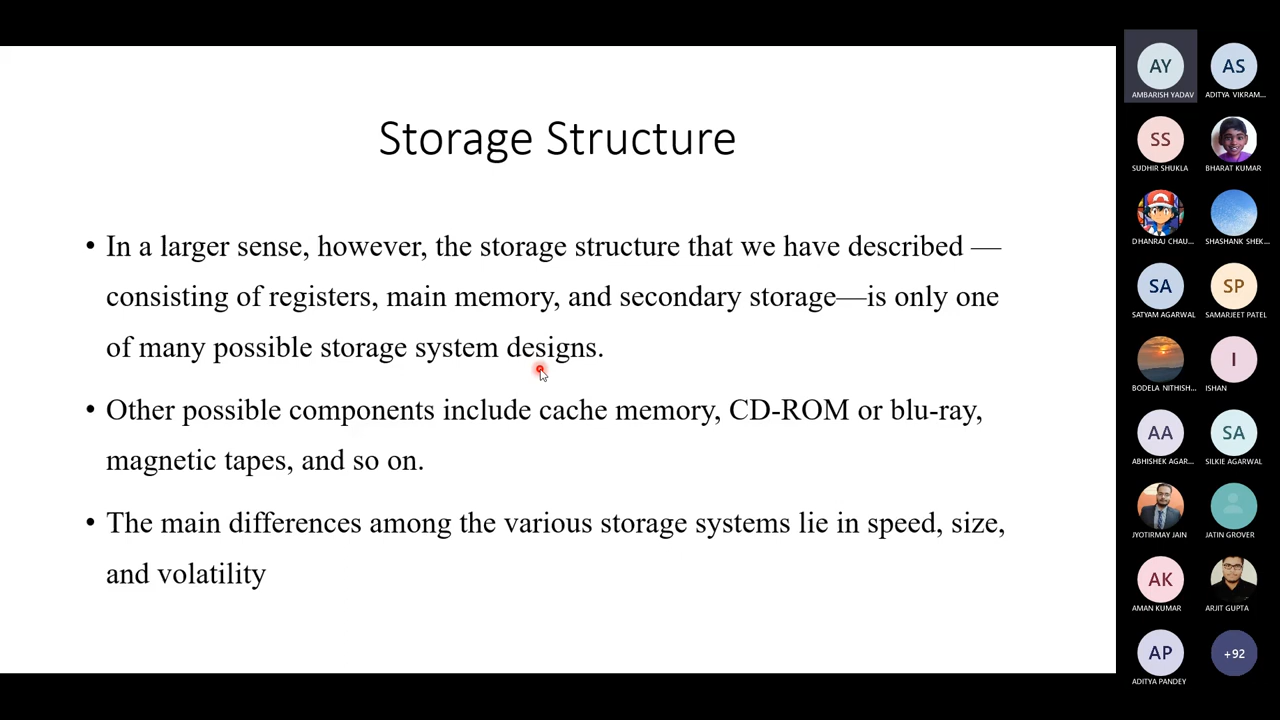 Storage Structure
• In a larger sense, however, the storage structure that we have described —
consisting of registers, main memory, and secondary storage—is only one
of many possible storage system designs.
• Other possible components include cache memory, CD-ROM or blu-ray,
magnetic tapes, and so on.
• The main differences among the various storage systems lie in speed, size,
and volatility
AY
AS
AMBARISH YADAV
ADITYA VIKRAM...
SS
SUDHIR SHUKLA
BHARAT KUMAR
DHANRAJ CHAU...
SHASHANK SHEK...
SA
SP
SATYAM AGARWAL
SAMARJEET PATEL
I
BODELA NITHISH...
ISHAN
AA
SA
ABHISHEK AGAR...
SILKIE AGARWAL
JYOTIRMAY JAIN
JATIN GROVER
AK
AMAN KUMAR
ARJIT GUPTA
AP
+92
ADITYA PANDEY